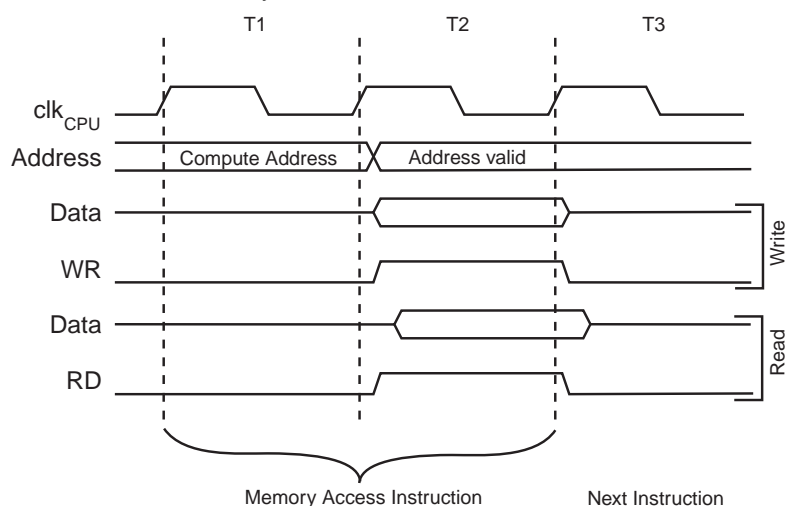 T1 T2 T3
clkCPU
Address Compute Address Address valid
Data
WR
Write
Data
RD
Read
Memory Access Instruction Next Instruction